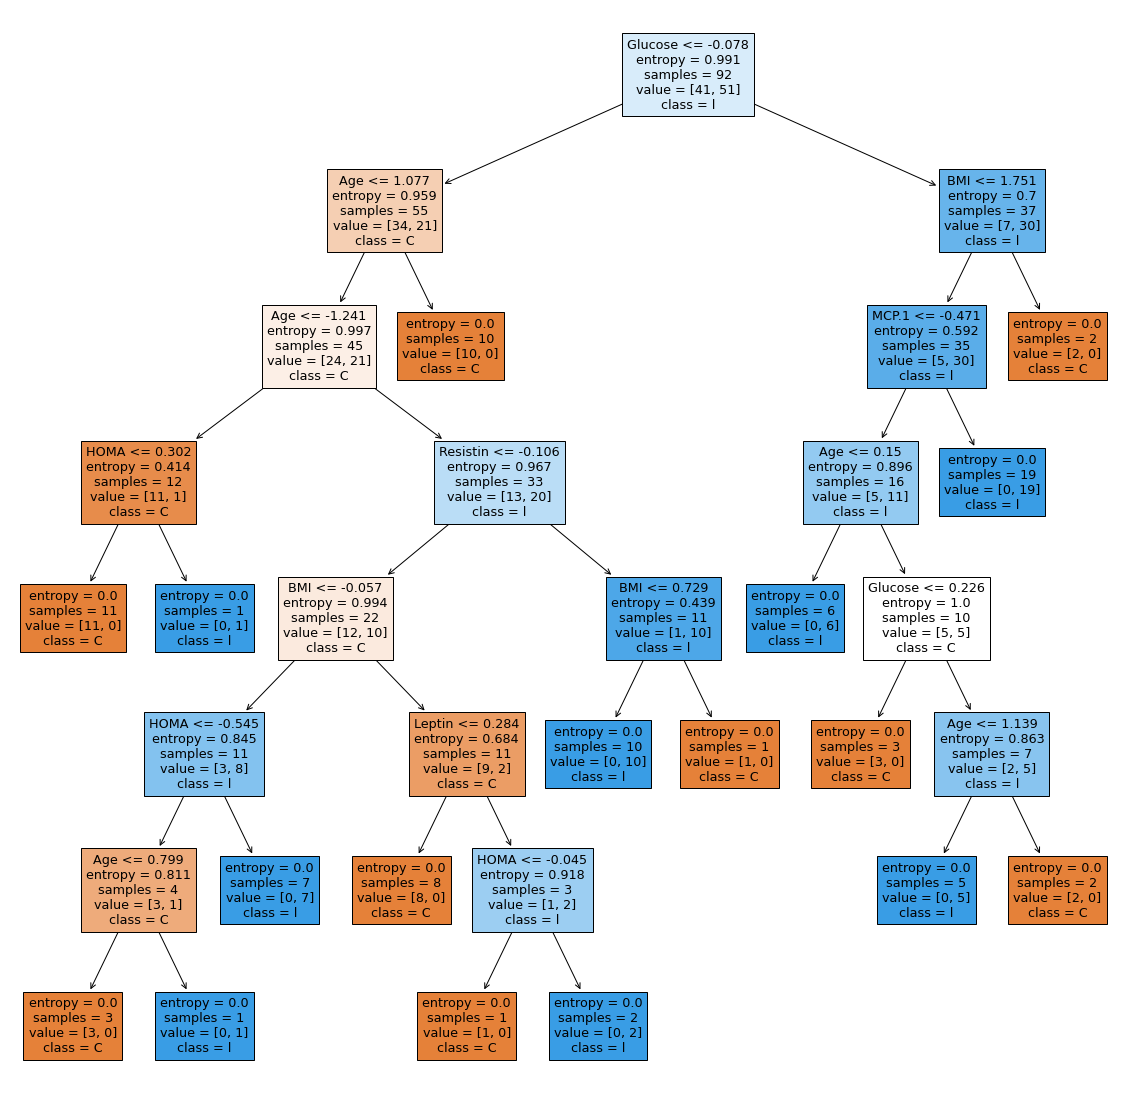 Glucose <= -0.078
entropy = 0.991
samples = 92
value = [41, 51]
class = l
Age <= 1.077
entropy = 0.959
samples = 55
value = [34, 21]
class = C
BMI <= 1.751
entropy = 0.7
samples = 37
value = [7, 30]
class = l
Age <= -1.241
entropy = 0.997
samples = 45
value = [24, 21]
class = C
entropy = 0.0
samples = 10
value = [10, 0]
class = C
MCP.1 <= -0.471
entropy = 0.592
samples = 35
value = [5, 30]
class = l
entropy = 0.0
samples = 2
value = [2, 0]
class = C
HOMA <= 0.302
entropy = 0.414
samples = 12
value = [11, 1]
class = C
Resistin <= -0.106
entropy = 0.967
samples = 33
value = [13, 20]
class = l
Age <= 0.15
entropy = 0.896
samples = 16
value = [5, 11]
class = l
entropy = 0.0
samples = 19
value = [0, 19]
class = l
entropy = 0.0
samples = 11
value = [11, 0]
class = C
entropy = 0.0
samples = 1
value = [0, 1]
class = l
BMI <= -0.057
entropy = 0.994
samples = 22
value = [12, 10]
class = C
BMI <= 0.729
entropy = 0.439
samples = 11
value = [1, 10]
class = l
entropy = 0.0
samples = 6
value = [0, 6]
class = l
Glucose <= 0.226
entropy = 1.0
samples = 10
value = [5, 5]
class = C
HOMA <= -0.545
entropy = 0.845
samples = 11
value = [3, 8]
class = l
Leptin <= 0.284
entropy = 0.684
samples = 11
value = [9, 2]
class = C
entropy = 0.0
samples = 10
value = [0, 10]
class = l
entropy = 0.0
samples = 1
value = [1, 0]
class = C
entropy = 0.0
samples = 3
value = [3, 0]
class = C
Age <= 1.139
entropy = 0.863
samples = 7
value = [2, 5]
class = l
Age <= 0.799
entropy = 0.811
samples = 4
value = [3, 1]
class = C
entropy = 0.0
samples = 7
value = [0, 7]
class = l
entropy = 0.0
samples = 8
value = [8, 0]
class = C
HOMA <= -0.045
entropy = 0.918
samples = 3
value = [1, 2]
class = l
entropy = 0.0
samples = 5
value = [0, 5]
class = l
entropy = 0.0
samples = 2
value = [2, 0]
class = C
entropy = 0.0
samples = 3
value = [3, 0]
class = C
entropy = 0.0
samples = 1
value = [0, 1]
class = l
entropy = 0.0
samples = 1
value = [1, 0]
class = C
entropy = 0.0
samples = 2
value = [0, 2]
class = l